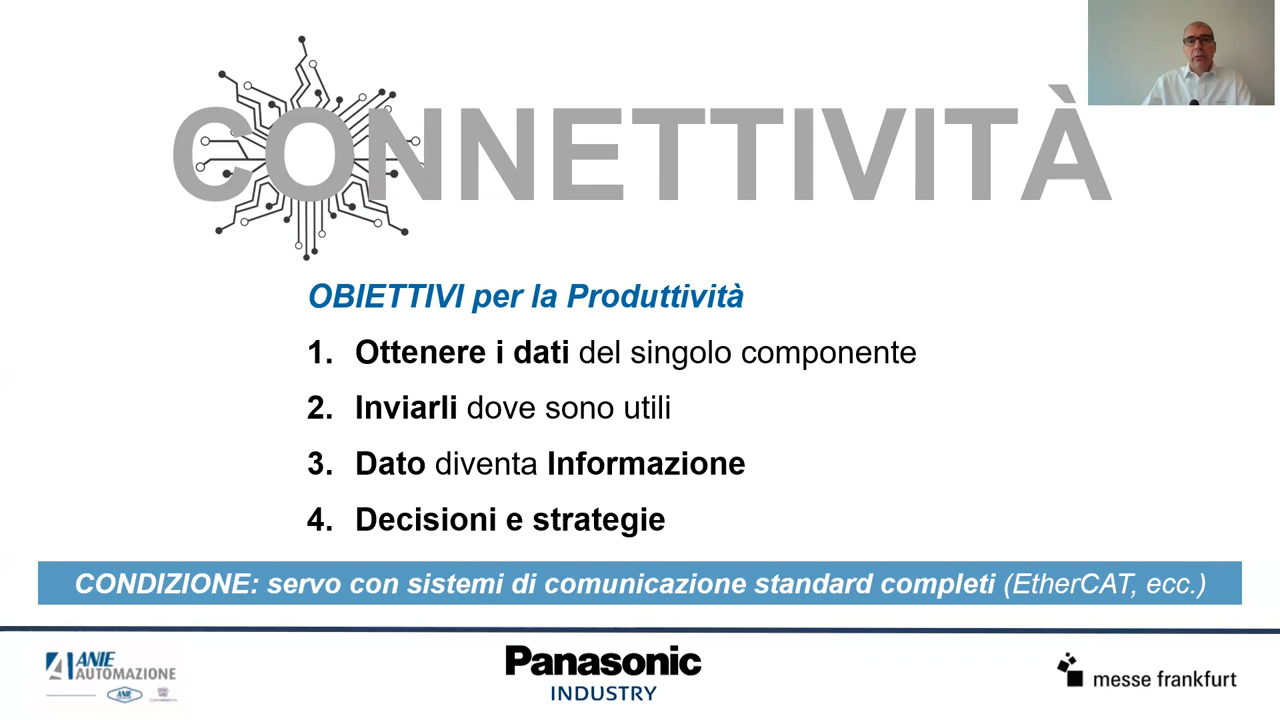 CONNETTIVITÀ
OBIETTIVI per la Produttività
1. Ottenere i dati del singolo componente
2. Inviarli dove sono utili
3. Dato diventa Informazione
4. Decisioni e strategie
CONDIZIONE: servo con sistemi di comunicazione standard completi (EtherCAT, ecc.)
ANIE
AUTOMAZIONE
ANIE
Panasonic
INDUSTRY
messe frankfurt